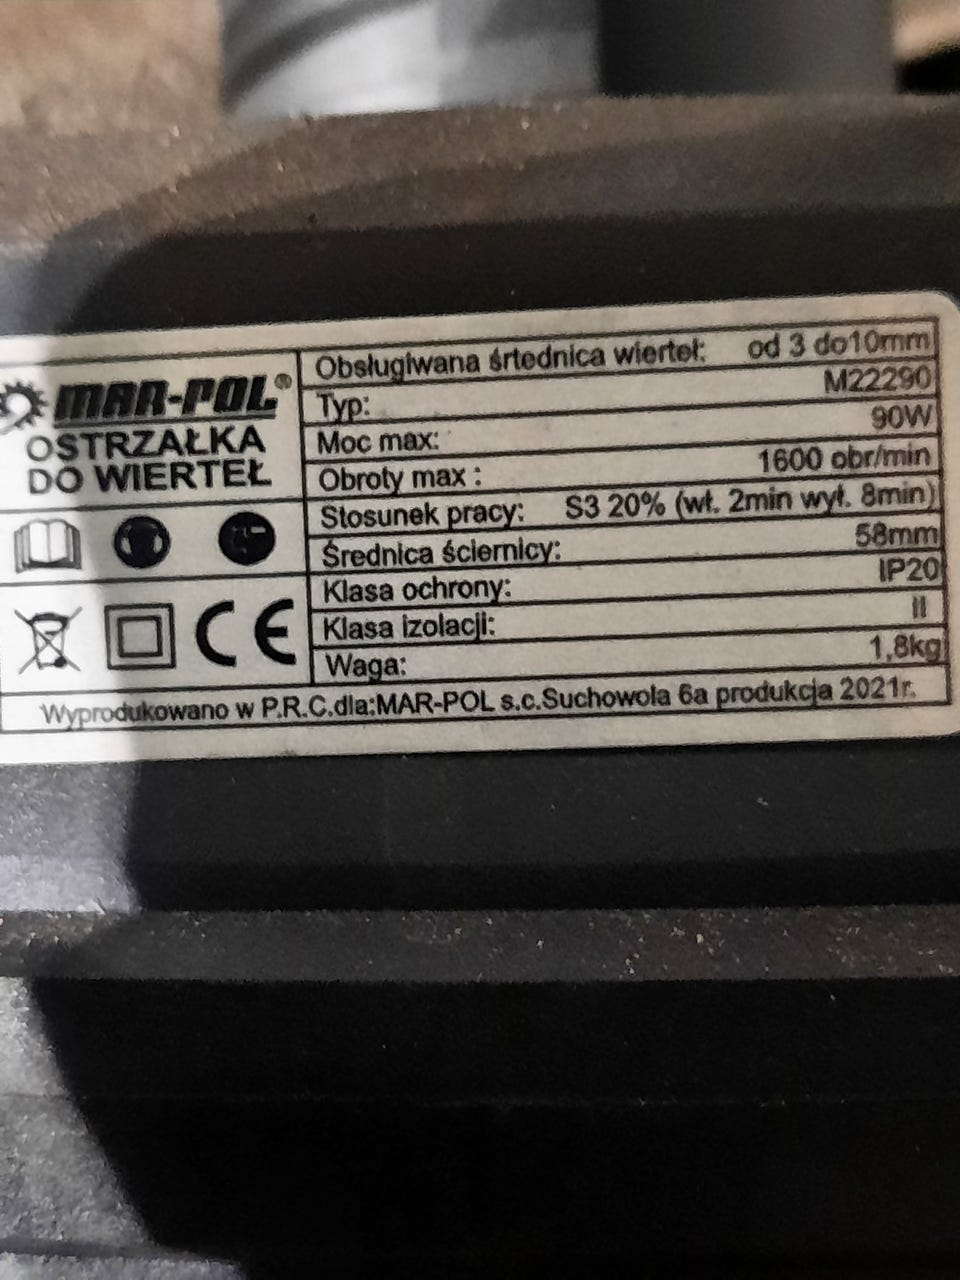 MAR-POL®
OSTRZAŁKA
DO WIERTEŁ
Obsługiwana śrtednica wierteł: od 3 do10mm
Typ: M22290
Moc max: 90W
Obroty max : 1600 obr/min
Stosunek pracy: S3 20% (wł. 2min wył. 8min)
Średnica ściernicy: 58mm
Klasa ochrony: IP20
Klasa izolacji: II
Waga: 1,8kg
CE
Wyprodukowano w P.R.C.dla:MAR-POL s.c.Suchowola 6a produkcja 2021r.